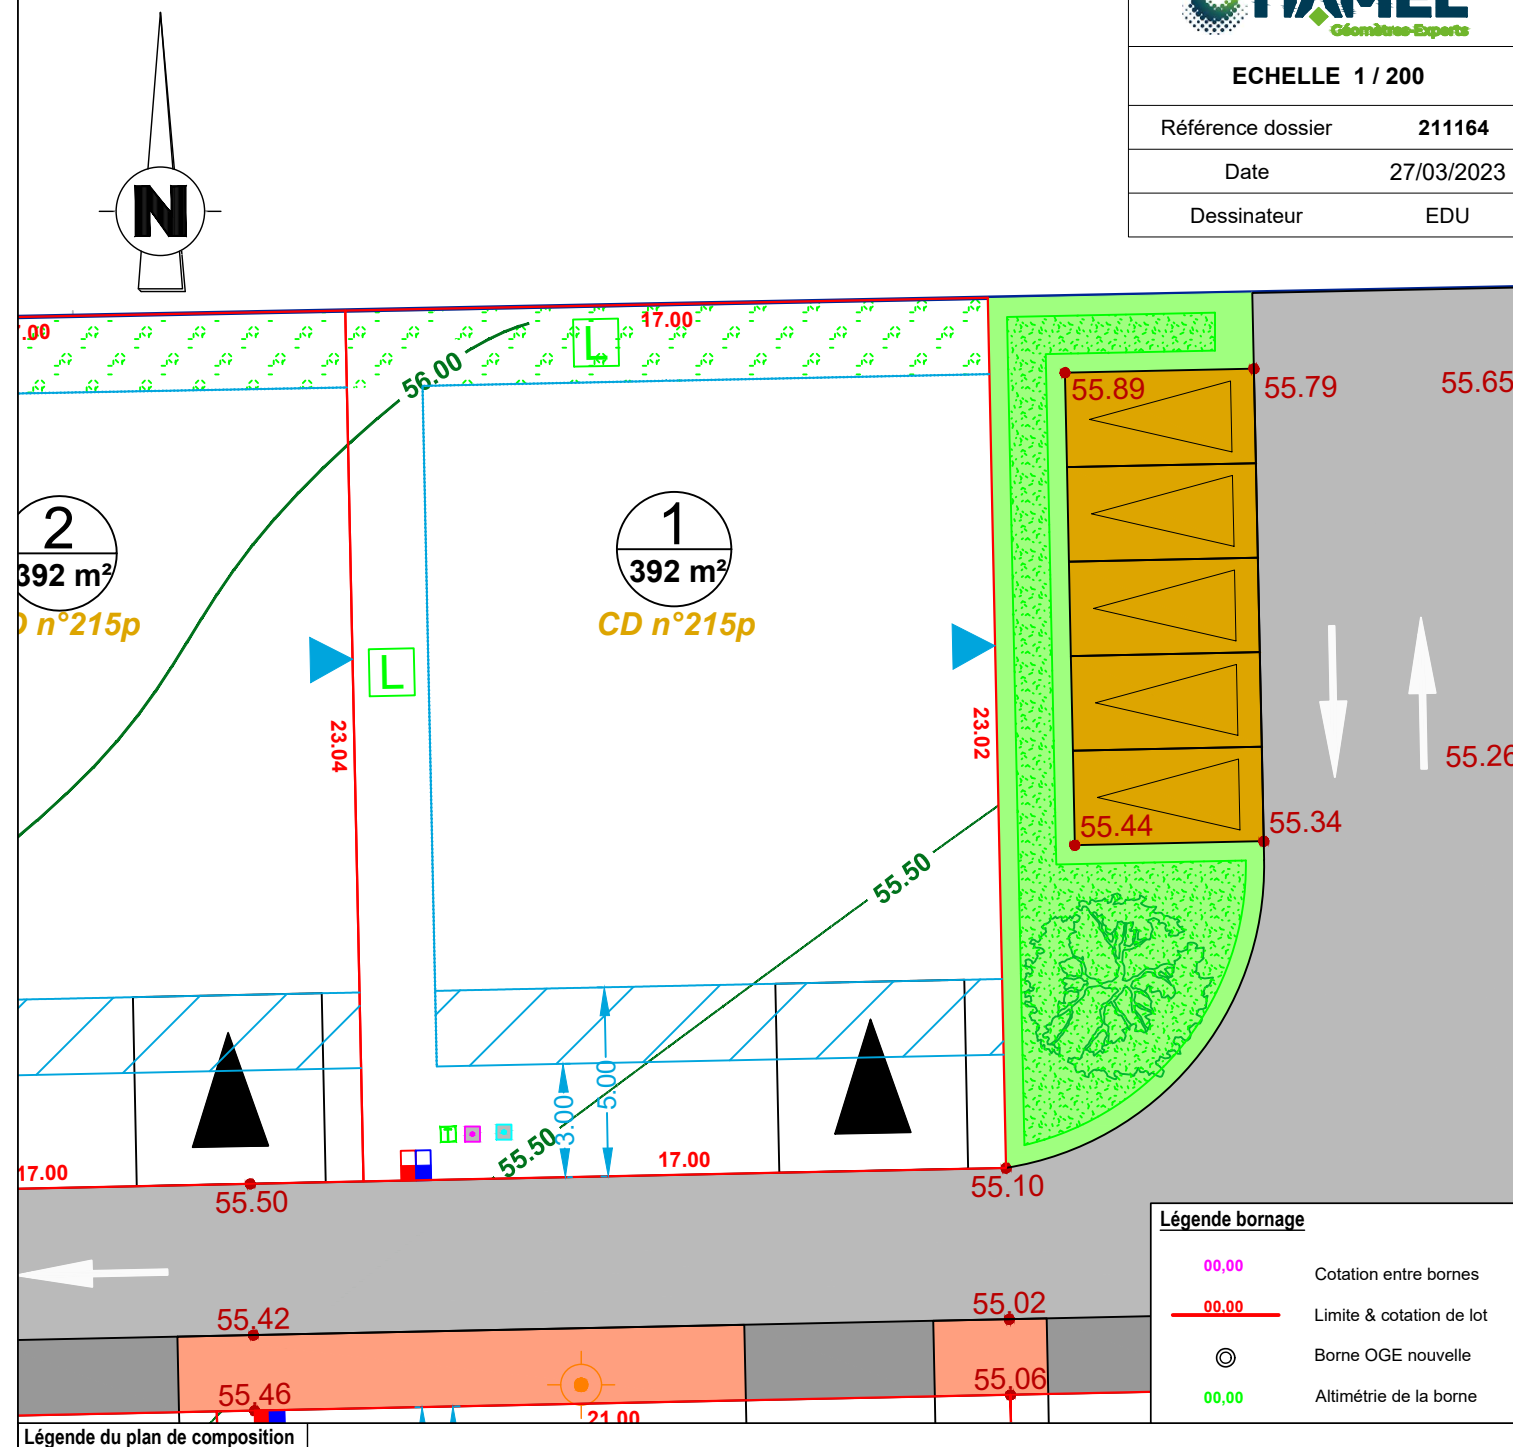 HAMEL
Géomètres-Experts
ECHELLE 1 / 200
Référence dossier 211164
Date 27/03/2023
Dessinateur EDU
N
.00
17.00
L
56.00
55.89
55.79
55.65
2
392 m²
n°215p
1
392 m²
CD n°215p
L
23.04
23.02
55.26
55.44
55.34
55.50
3.00
5.00
T
55.50
17.00
17.00
55.50
55.10
55.42
55.02
55.46
55.06
21.00
Légende bornage
00,00 Cotation entre bornes
00,00 Limite & cotation de lot
Borne OGE nouvelle
00,00 Altimétrie de la borne
Légende du plan de composition